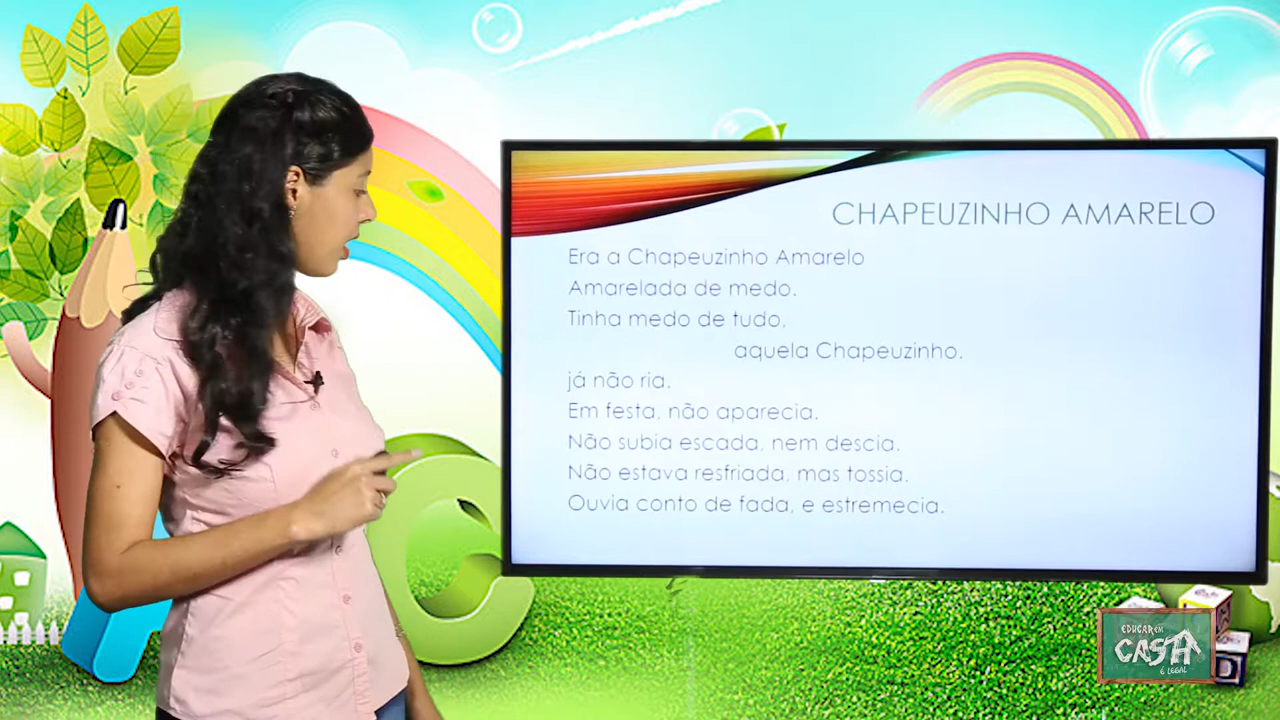 CHAPEUZINHO AMARELO
Era a Chapeuzinho Amarelo
Amarelada de medo.
Tinha medo de tudo,
aquela Chapeuzinho.
já não ria.
Em festa, não aparecia.
Não subia escada, nem descia.
Não estava resfriada, mas tossia.
Ouvia conto de fada, e estremecia.
EDUCAR EM
CASA
É LEGAL